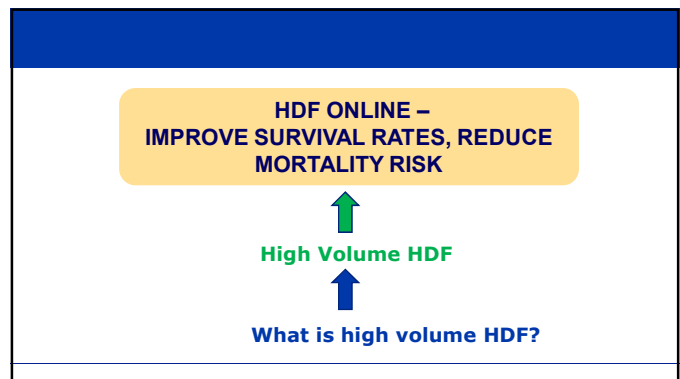 HDF ONLINE –
IMPROVE SURVIVAL RATES, REDUCE
MORTALITY RISK
High Volume HDF
What is high volume HDF?